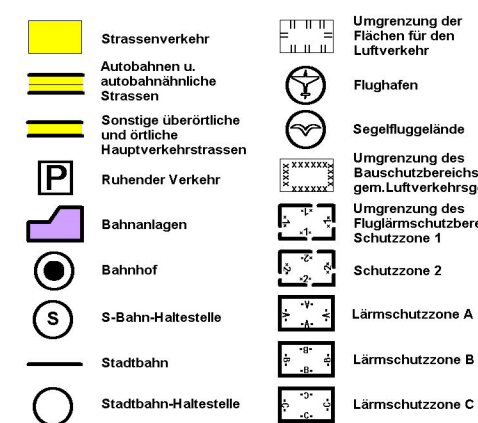 Strassenverkehr
Autobahnen u.
autobahnähnliche
Strassen
Sonstige überörtliche
und örtliche
Hauptverkehrstrassen
P
Ruhender Verkehr
Bahnanlagen
Bahnhof
S
S-Bahn-Haltestelle
Stadtbahn
Stadtbahn-Haltestelle
Umgrenzung der
Flächen für den
Luftverkehr
Flughafen
Segelfluggelände
Umgrenzung des
Bauschutzbereichs
gem.Luftverkehrsge
Umgrenzung des
Fluglärmschutzbere
Schutzzone 1
Schutzzone 2
Lärmschutzzone A
Lärmschutzzone B
Lärmschutzzone C